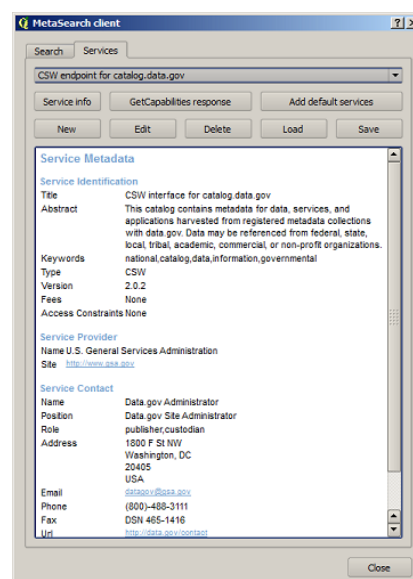 MetaSearch client
Search Services
CSW endpoint for catalog.data.gov
Service info GetCapabilities response Add default services
New Edit Delete Load Save
Service Metadata
Service Identification
Title CSW interface for catalog.data.gov
Abstract This catalog contains metadata for data, services, and
applications harvested from registered metadata collections
with data.gov. Data may be referenced from federal, state,
local, tribal, academic, commercial, or non-profit organizations.
Keywords national,catalog,data,information,governmental
Type CSW
Version 2.0.2
Fees None
Access Constraints None
Service Provider
Name U.S. General Services Administration
Site http://www.gsa.gov
Service Contact
Name Data.gov Administrator
Position Data.gov Site Administrator
Role publisher,custodian
Address 1800 F St NW
Washington, DC
20405
USA
Email datagov@gsa.gov
Phone (800)-488-3111
Fax DSN 465-1416
Url http://data.gov/contact
Close